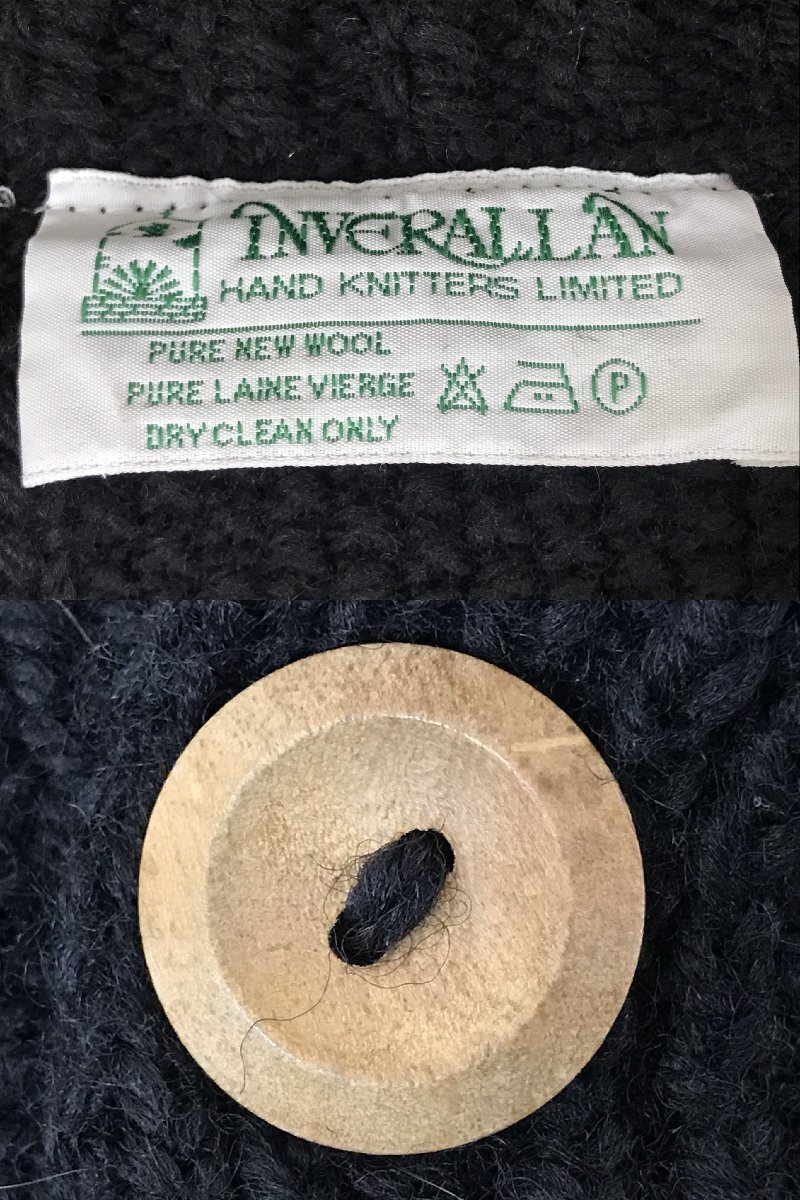 INVERALLAN
HAND KNITTERS LIMITED
PURE NEW WOOL
PURE LAINE VIERGE
DRY CLEAN ONLY
P